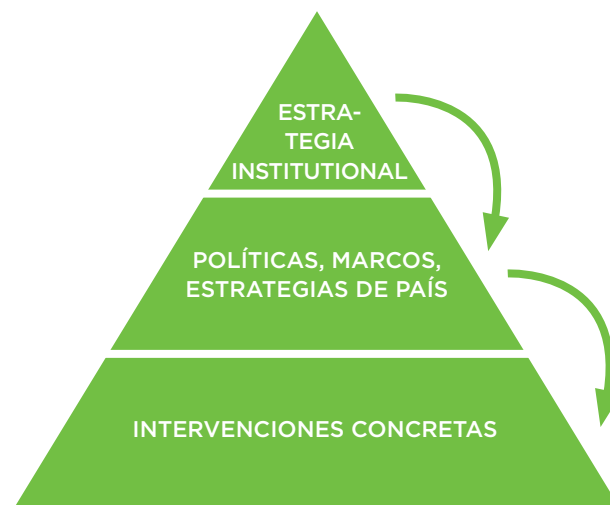 ESTRA-
TEGIA
INSTITUTIONAL
POLÍTICAS, MARCOS,
ESTRATEGIAS DE PAÍS
INTERVENCIONES CONCRETAS